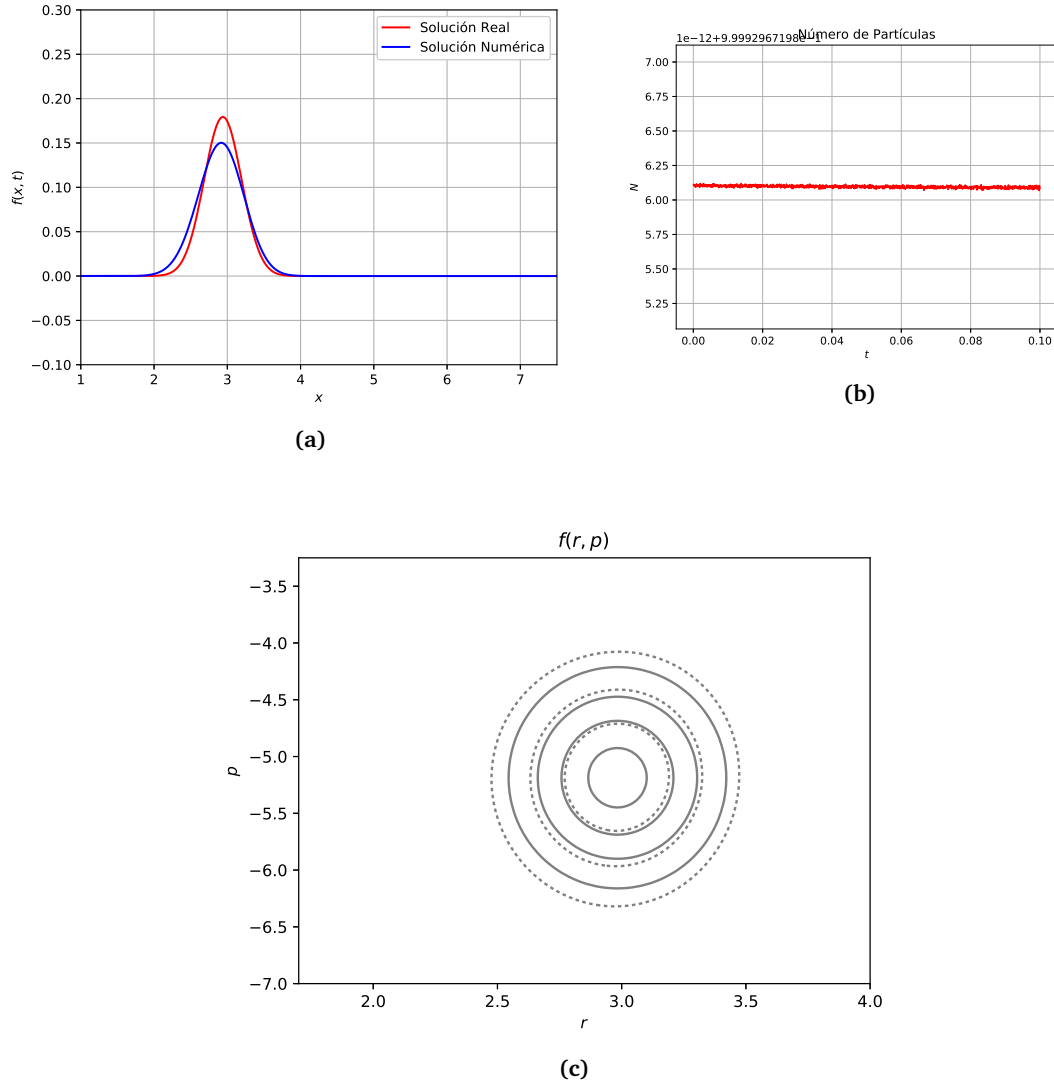 0.30
0.25
0.20
0.15
0.10
0.05
0.00
−0.05
−0.10
f(x, t)
Solución Real
Solución Numérica
1 2 3 4 5 6 7
x
(a)
1e−12+9.9992967198e−1
Número de Partículas
7.00
6.75
6.50
6.25
6.00
5.75
5.50
5.25
N
0.00 0.02 0.04 0.06 0.08 0.10
t
(b)
f(r, p)
−3.5
−4.0
−4.5
−5.0
−5.5
−6.0
−6.5
−7.0
p
2.0 2.5 3.0 3.5 4.0
r
(c)